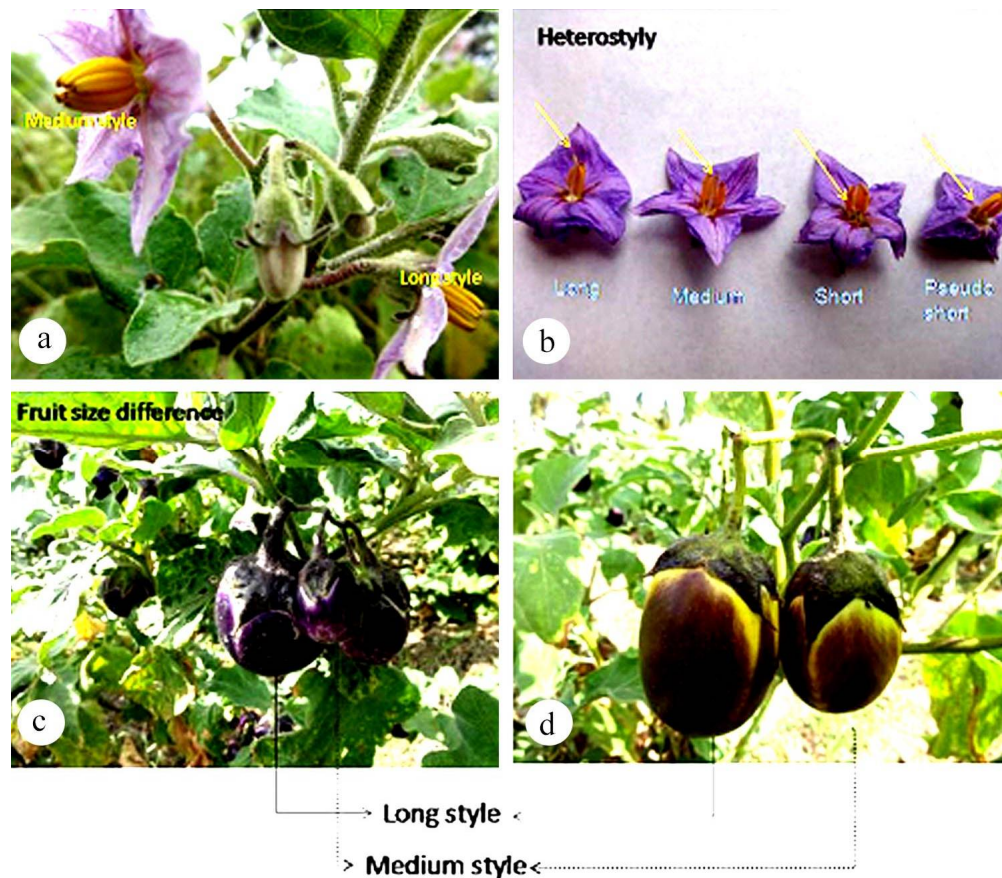 Medium style
Long style
a
Heterostyly
Long
Medium
Short
Pseudo
short
b
Fruit size difference
c
d
Long style
Medium style